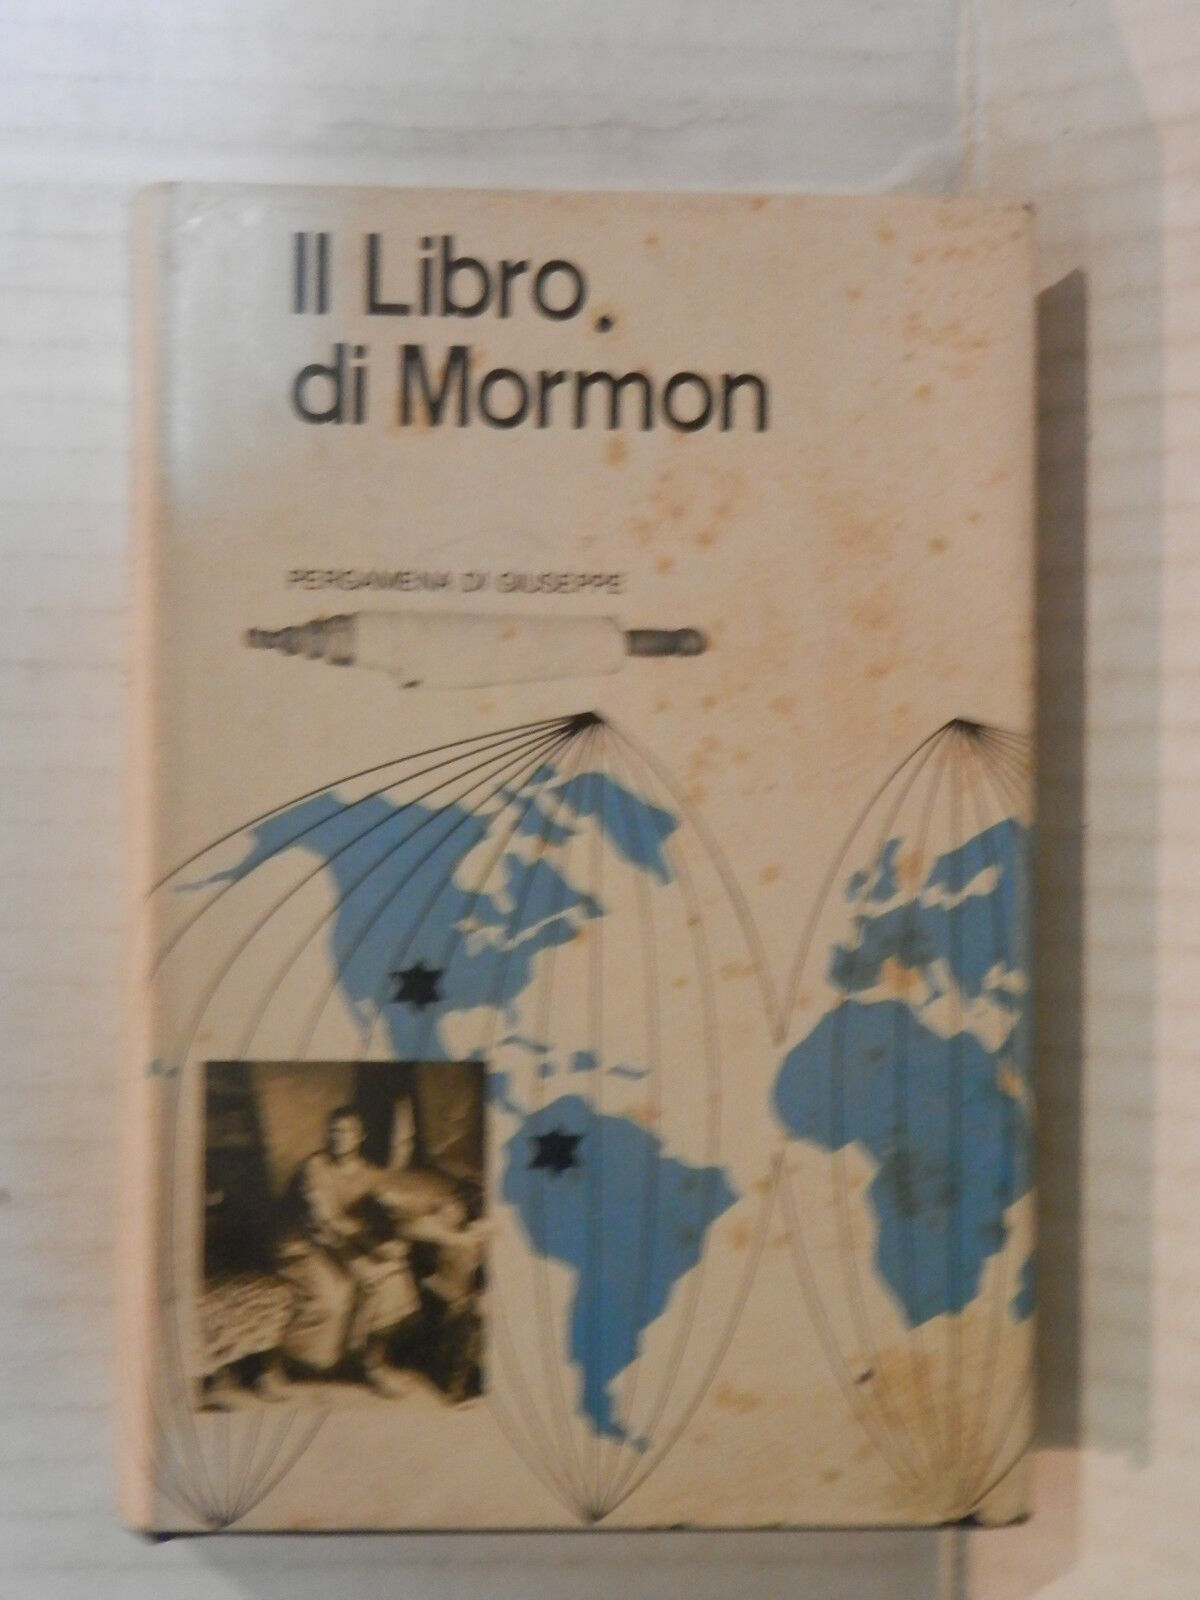 Il Libro
di Mormon
PERGAMENA DI GIUSEPPE